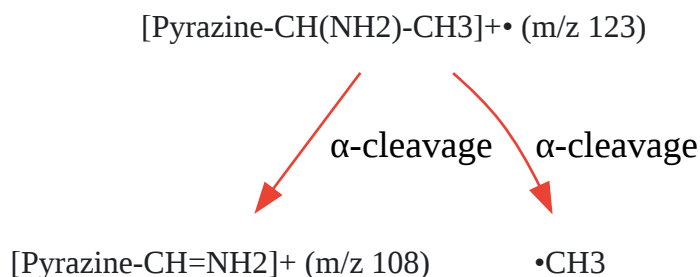 [Pyrazine-CH(NH2)-CH3]+• (m/z 123)
α-cleavage α-cleavage
[Pyrazine-CH=NH2]+ (m/z 108) •CH3